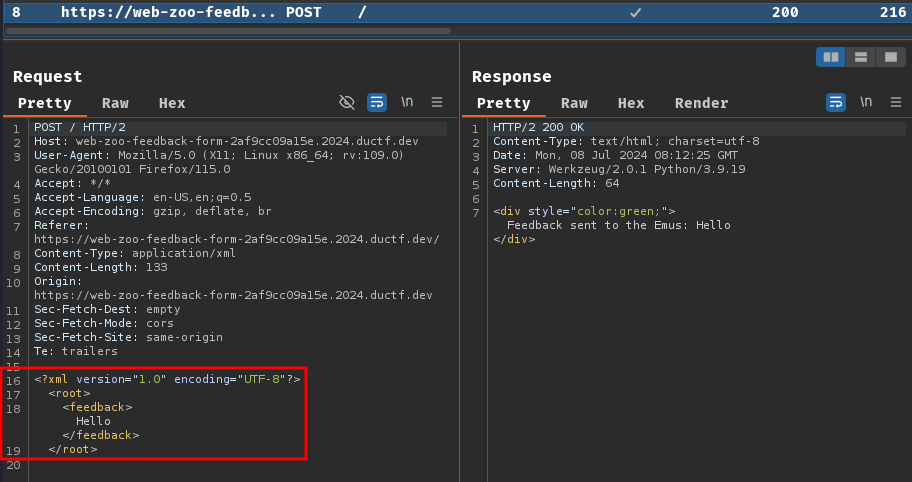 8 https://web-zoo-feedb... POST / 200 216
Request
Pretty Raw Hex \n
1 POST / HTTP/2
2 Host: web-zoo-feedback-form-2af9cc09a15e.2024.ductf.dev
3 User-Agent: Mozilla/5.0 (X11; Linux x86_64; rv:109.0)
Gecko/20100101 Firefox/115.0
4 Accept: */*
5 Accept-Language: en-US,en;q=0.5
6 Accept-Encoding: gzip, deflate, br
7 Referer:
https://web-zoo-feedback-form-2af9cc09a15e.2024.ductf.dev/
8 Content-Type: application/xml
9 Content-Length: 133
10 Origin:
https://web-zoo-feedback-form-2af9cc09a15e.2024.ductf.dev
11 Sec-Fetch-Dest: empty
12 Sec-Fetch-Mode: cors
13 Sec-Fetch-Site: same-origin
14 Te: trailers
15
16 <?xml version="1.0" encoding="UTF-8"?>
17 <root>
18 <feedback>
Hello
</feedback>
19 </root>
20
Response
Pretty Raw Hex Render \n
1 HTTP/2 200 OK
2 Content-Type: text/html; charset=utf-8
3 Date: Mon, 08 Jul 2024 08:12:25 GMT
4 Server: Werkzeug/2.0.1 Python/3.9.19
5 Content-Length: 64
6
7 <div style="color:green;">
Feedback sent to the Emus: Hello
</div>